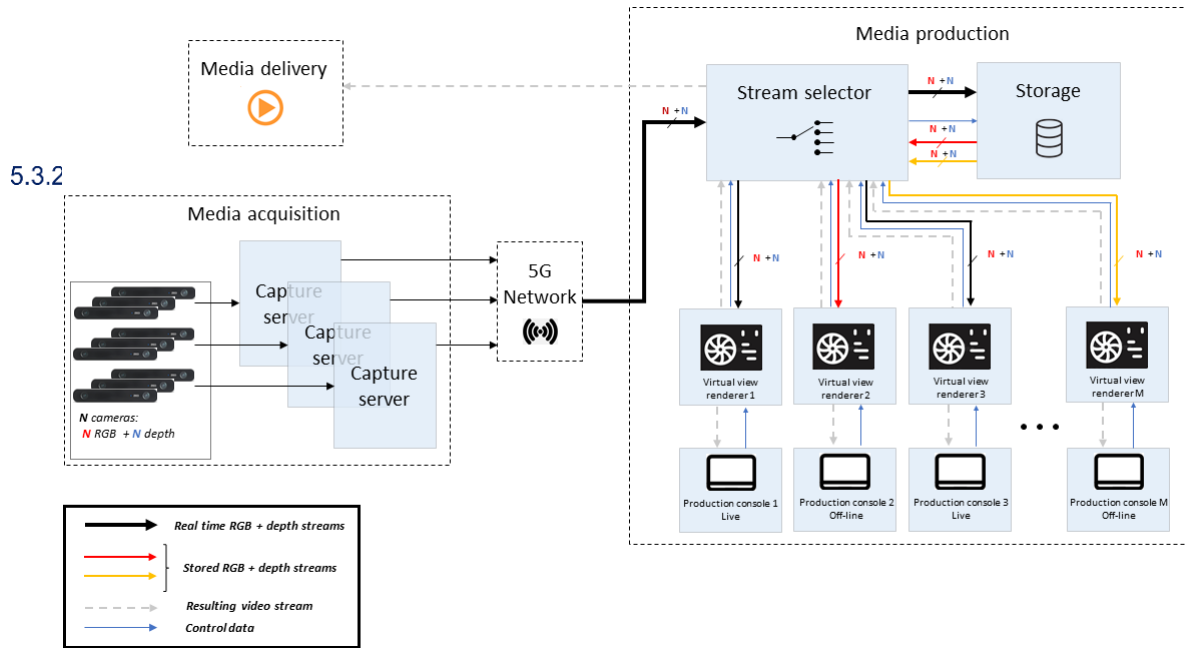 Media production
Media delivery
Stream selector
Storage
N + N
N + N
N + N
N + N
5.3.2
Media acquisition
Capture
server
Capture
server
Capture
server
5G
Network
N cameras:
N RGB + N depth
N + N
N + N
N + N
N + N
Virtual view
renderer 1
Virtual view
renderer 2
Virtual view
renderer 3
Virtual view
renderer M
Production console 1
Live
Production console 2
Off-line
Production console 3
Live
Production console M
Off-line
Real time RGB + depth streams
Stored RGB + depth streams
Resulting video stream
Control data